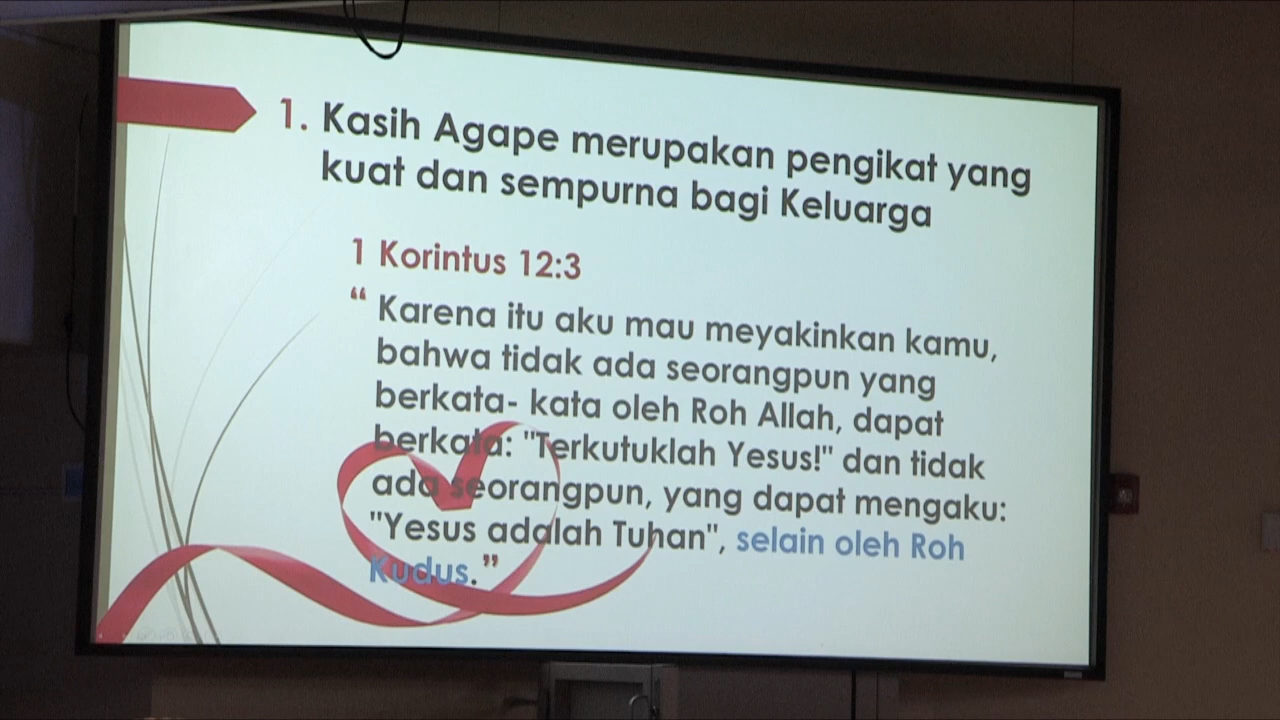 1. Kasih Agape merupakan pengikat yang
kuat dan sempurna bagi Keluarga
1 Korintus 12:3
“ Karena itu aku mau meyakinkan kamu,
bahwa tidak ada seorangpun yang
berkata- kata oleh Roh Allah, dapat
berkata: "Terkutuklah Yesus!" dan tidak
ada seorangpun, yang dapat mengaku:
"Yesus adalah Tuhan", selain oleh Roh
Kudus.”